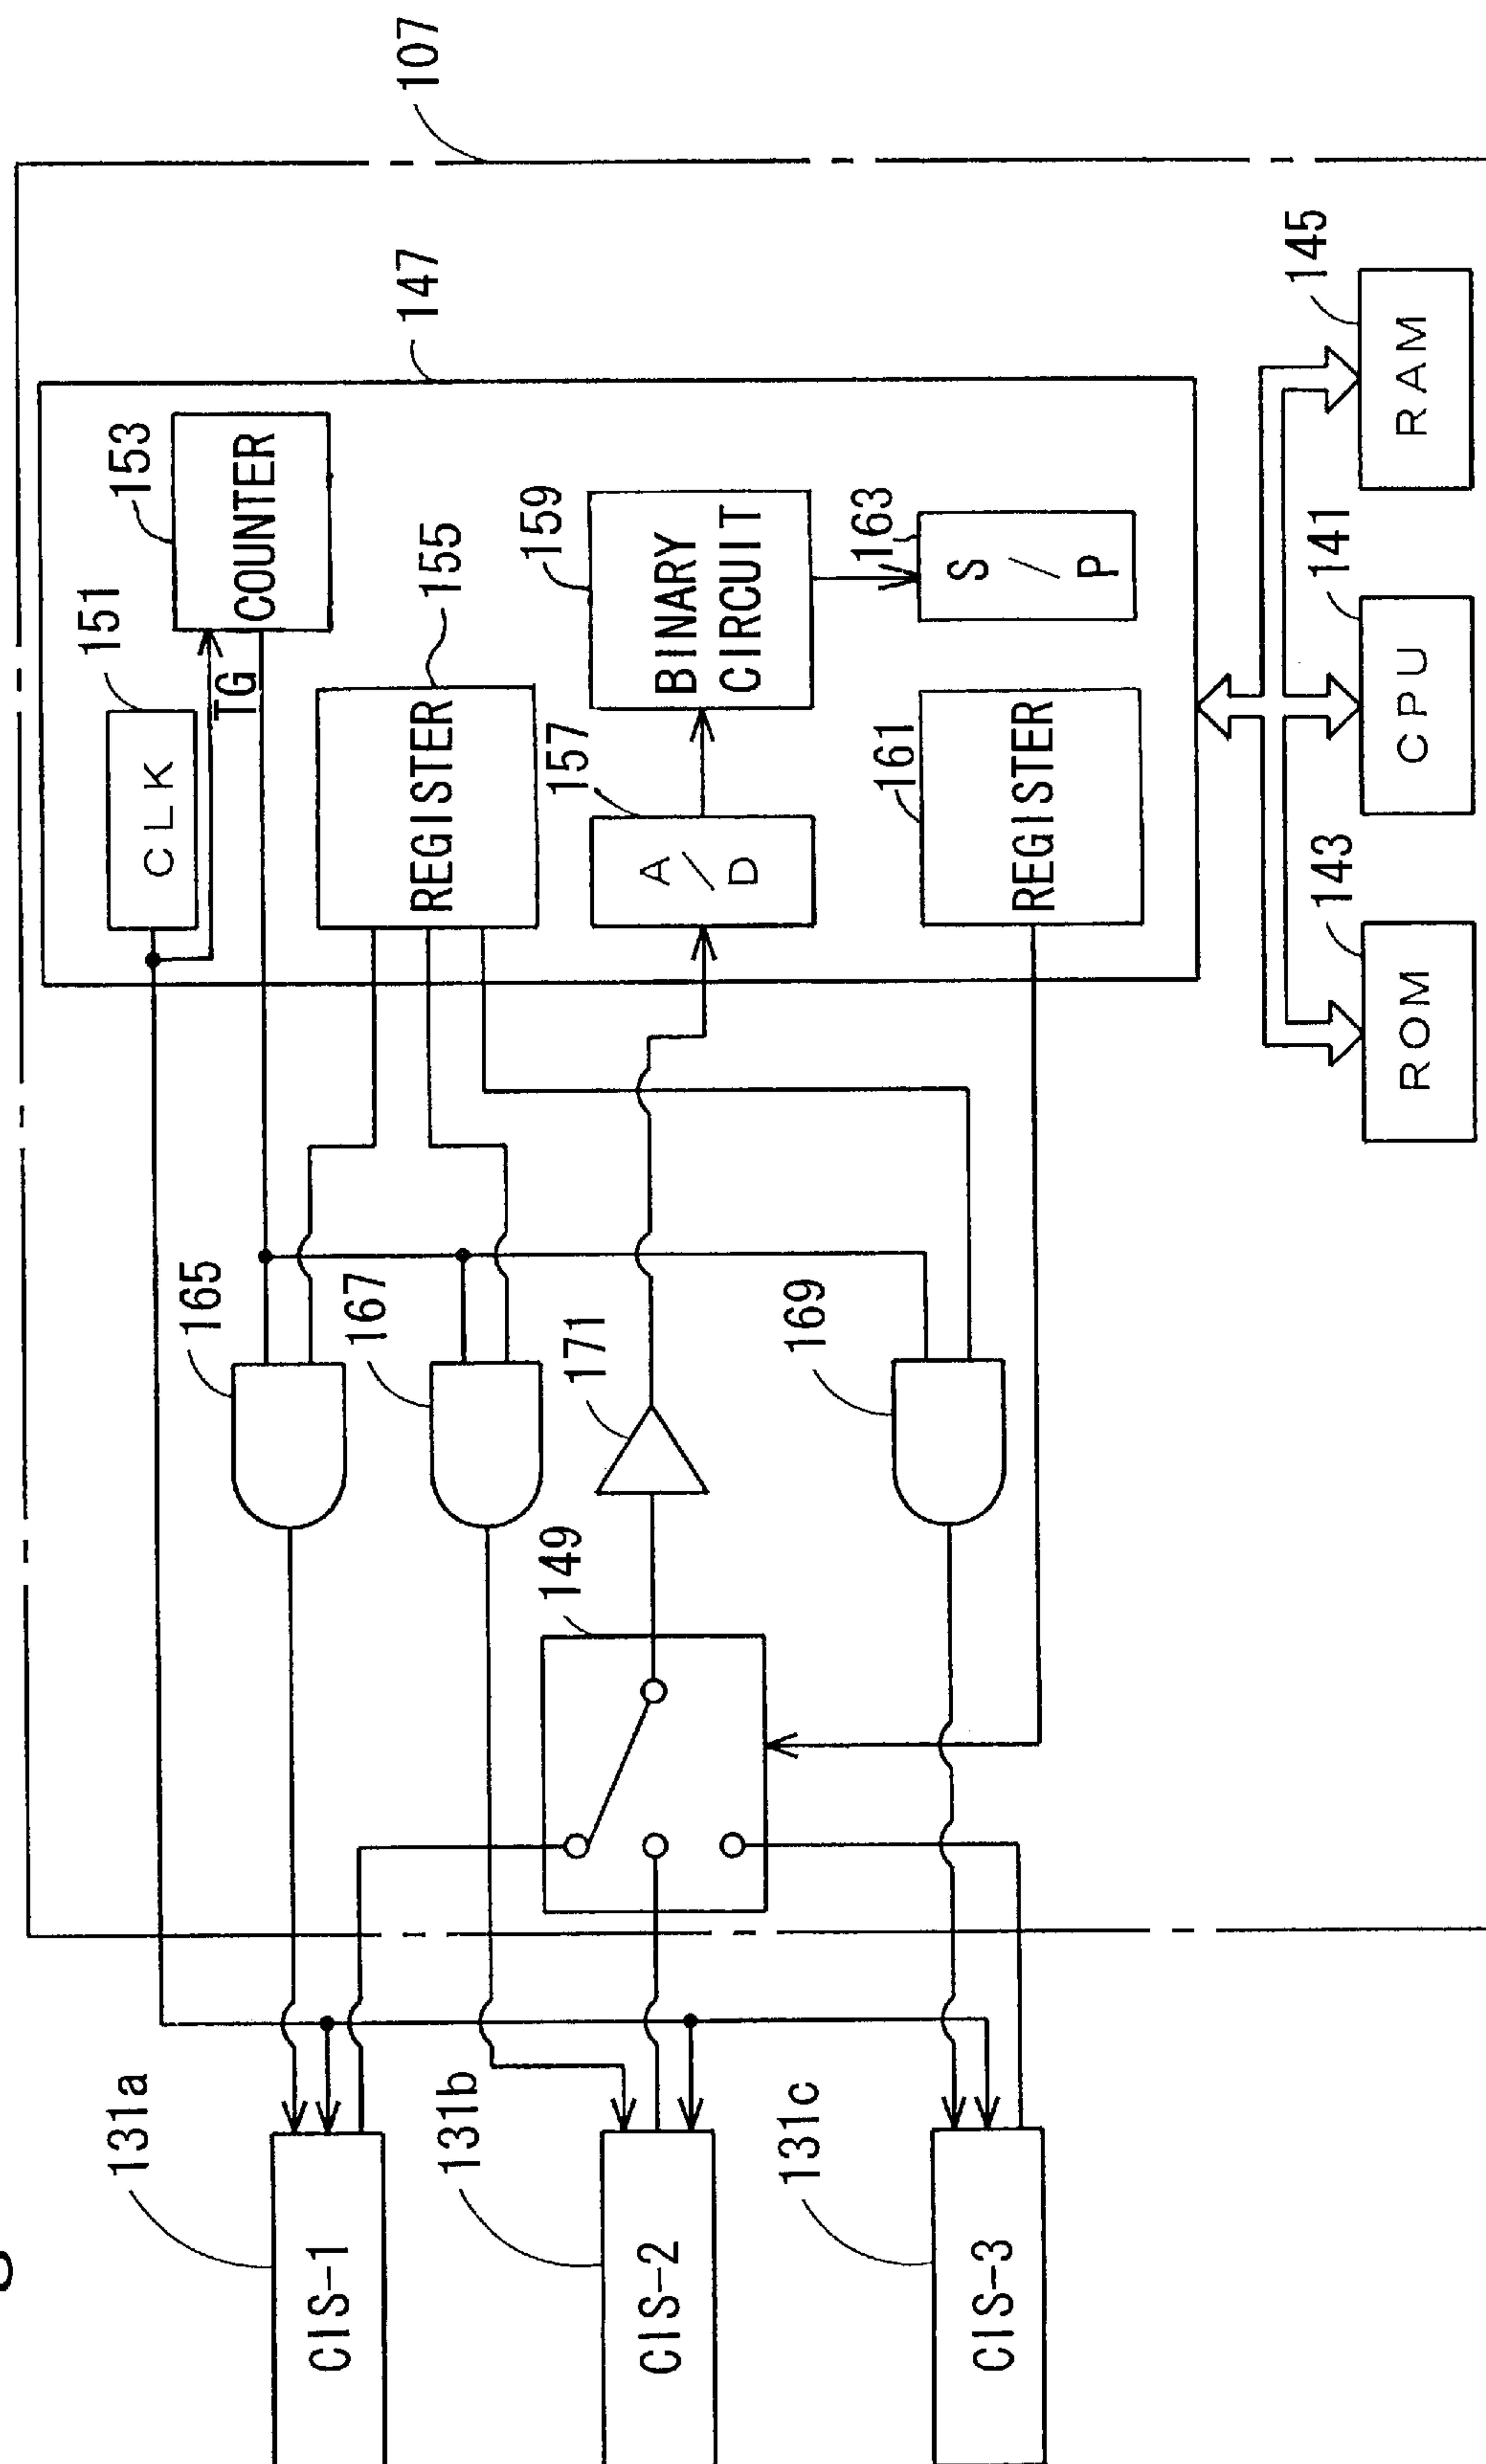 107
147
151
CLK
153
COUNTER
TG
155
REGISTER
157
A/D
159
BINARY
CIRCUIT
163
S/P
161
REGISTER
145
RAM
141
CPU
143
ROM
165
167
169
171
149
131a
CIS-1
131b
CIS-2
131c
CIS-3